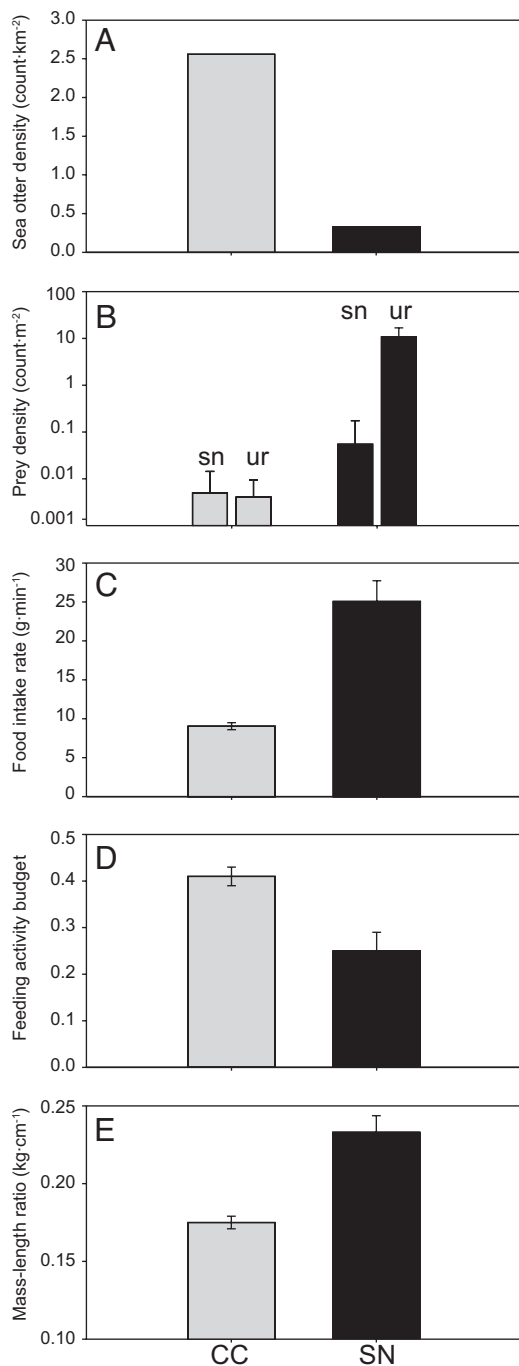 A
Sea otter density (count·km⁻²)
3.0
2.5
2.0
1.5
1.0
0.5
0.0
B
Prey density (count·m⁻²)
100
10
1
0.1
0.01
0.001
sn ur
sn ur
C
Food intake rate (g·min⁻¹)
30
25
20
15
10
5
0
D
Feeding activity budget
0.5
0.4
0.3
0.2
0.1
0.0
E
Mass-length ratio (kg·cm⁻¹)
0.25
0.20
0.15
0.10
CC SN